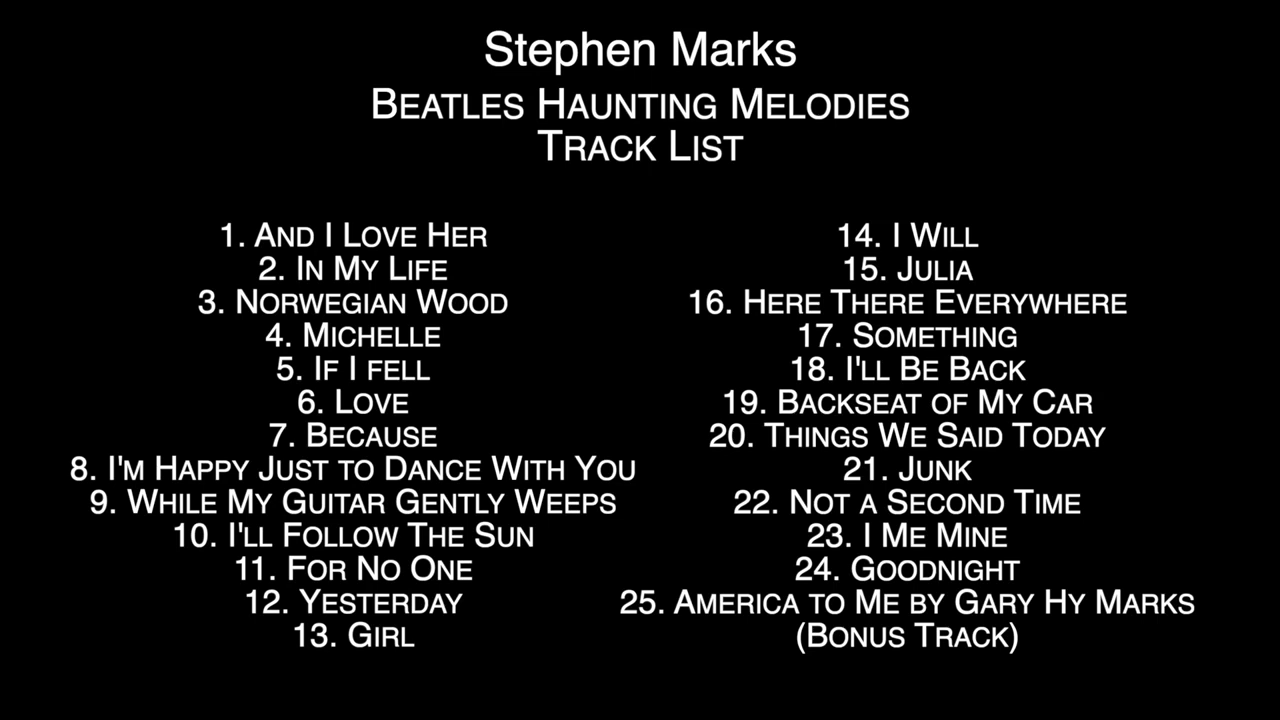 Stephen Marks
BEATLES HAUNTING MELODIES
TRACK LIST
1. AND I LOVE HER
2. IN MY LIFE
3. NORWEGIAN WOOD
4. MICHELLE
5. IF I FELL
6. LOVE
7. BECAUSE
8. I'M HAPPY JUST TO DANCE WITH YOU
9. WHILE MY GUITAR GENTLY WEEPS
10. I'LL FOLLOW THE SUN
11. FOR NO ONE
12. YESTERDAY
13. GIRL
14. I WILL
15. JULIA
16. HERE THERE EVERYWHERE
17. SOMETHING
18. I'LL BE BACK
19. BACKSEAT OF MY CAR
20. THINGS WE SAID TODAY
21. JUNK
22. NOT A SECOND TIME
23. I ME MINE
24. GOODNIGHT
25. AMERICA TO ME BY GARY HY MARKS
(BONUS TRACK)